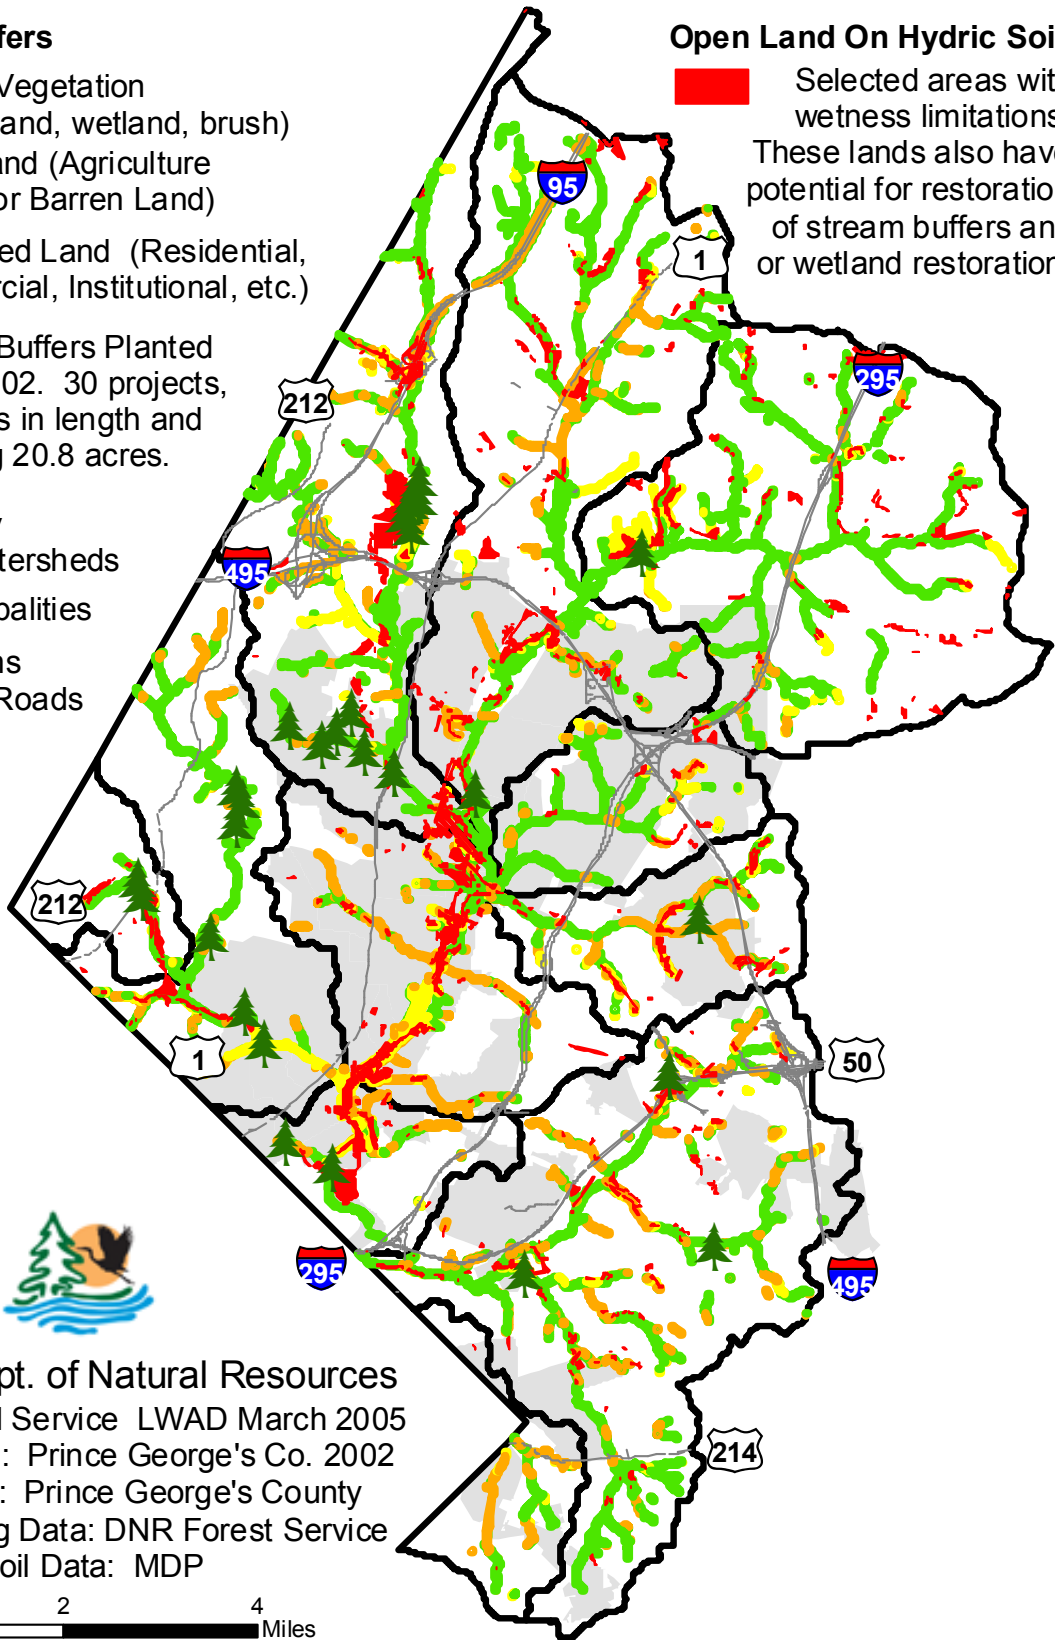 fers
Vegetation
and, wetland, brush)
and (Agriculture
or Barren Land)
ed Land (Residential,
rcial, Institutional, etc.)
Buffers Planted
02. 30 projects,
s in length and
g 20.8 acres.
tersheds
palities
ns
Roads
Open Land On Hydric Soi
Selected areas wit
wetness limitations
These lands also have
potential for restoratio
of stream buffers an
or wetland restoration
95
1
295
212
495
212
1
50
295
495
214
pt. of Natural Resources
l Service LWAD March 2005
: Prince George's Co. 2002
: Prince George's County
g Data: DNR Forest Service
oil Data: MDP
2 4
Miles